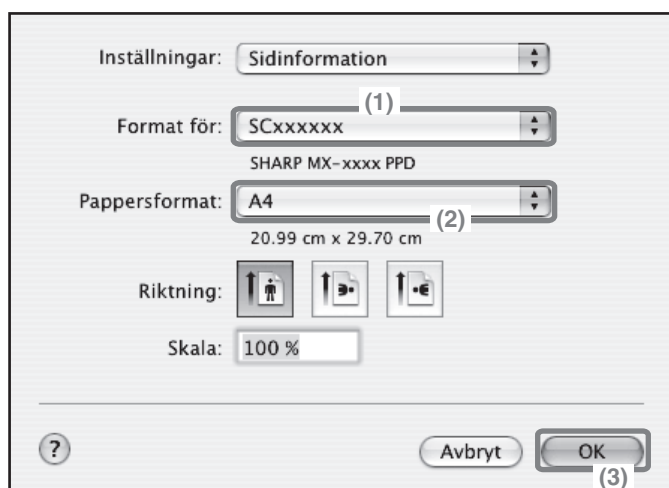 Inställningar: Sidinformation
(1)
Format för: SCxxxxxx
SHARP MX-xxxx PPD
Pappersformat: A4
(2)
20.99 cm x 29.70 cm
Riktning:
Skala: 100 %
? Avbryt OK
(3)